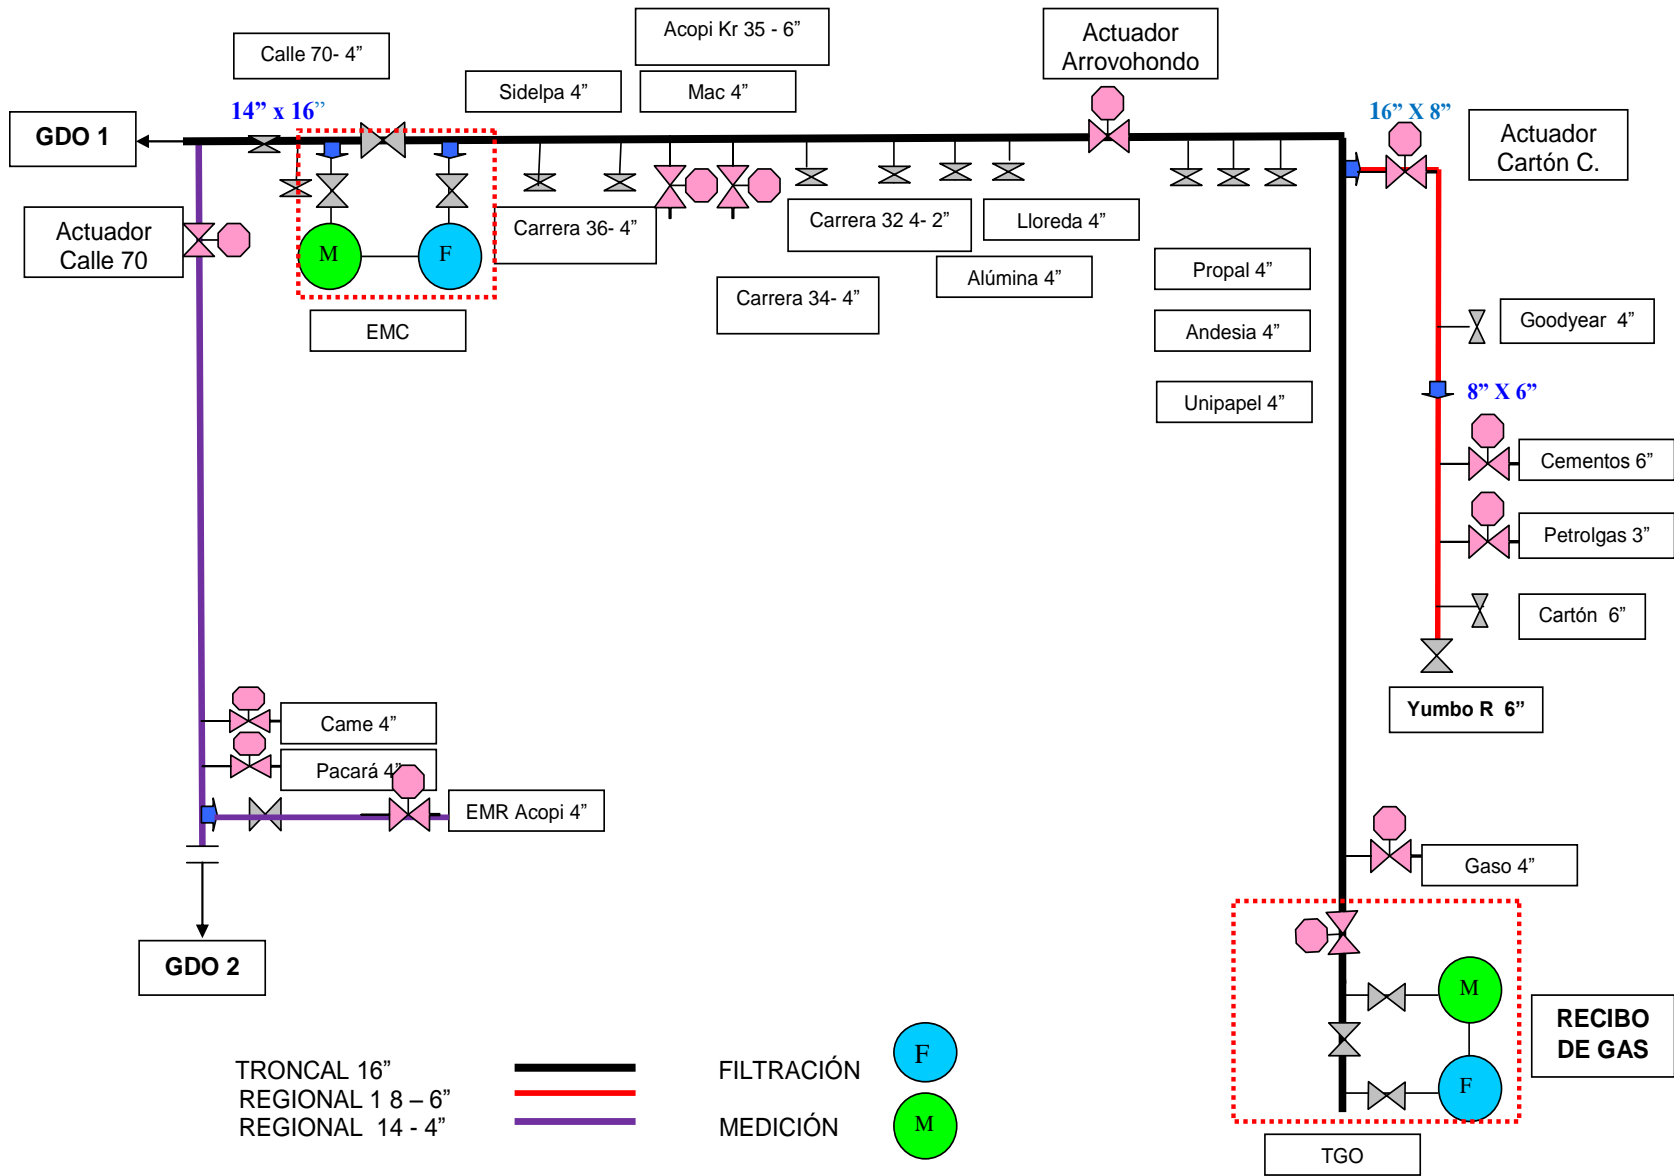 Acopi Kr 35 - 6”
Calle 70- 4”
Actuador
Arrovohondo
Sidelpa 4”
Mac 4”
14” x 16”
16” X 8”
GDO 1
Actuador
Cartón C.
Actuador
Calle 70
M
F
Carrera 36- 4”
Carrera 32 4- 2”
Lloreda 4”
Propal 4”
Alúmina 4”
Carrera 34- 4”
EMC
Andesia 4”
Goodyear 4”
Unipapel 4”
8” X 6”
Cementos 6”
Petrolgas 3”
Cartón 6”
Yumbo R 6”
Came 4”
Pacará 4”
EMR Acopi 4”
Gaso 4”
GDO 2
M
RECIBO
DE GAS
F
TGO
TRONCAL 16”
REGIONAL 1 8 – 6”
REGIONAL 14 - 4”
FILTRACIÓN
F
MEDICIÓN
M